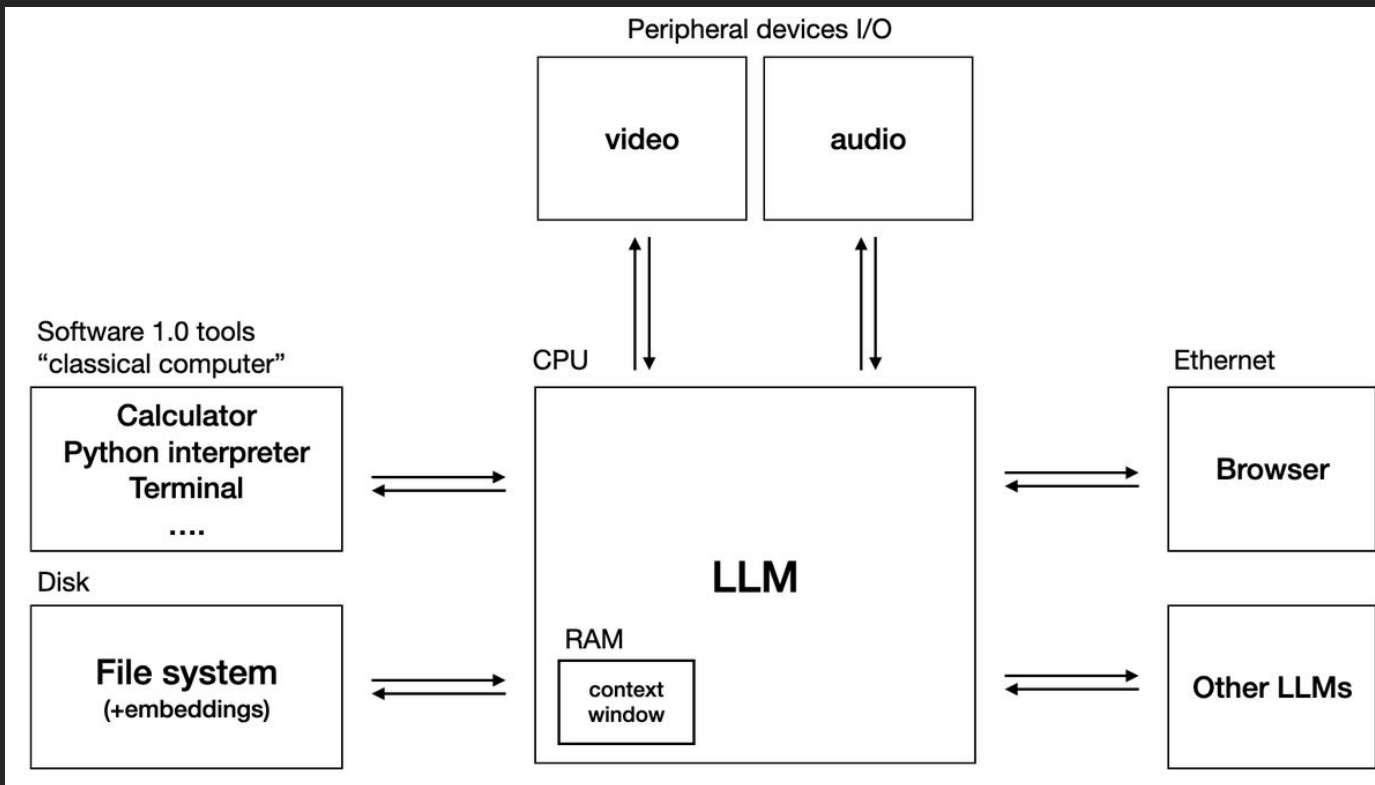 Peripheral devices I/O
video
audio
Software 1.0 tools
“classical computer”
Calculator
Python interpreter
Terminal
....
CPU
LLM
RAM
context
window
Ethernet
Browser
Disk
File system
(+embeddings)
Other LLMs